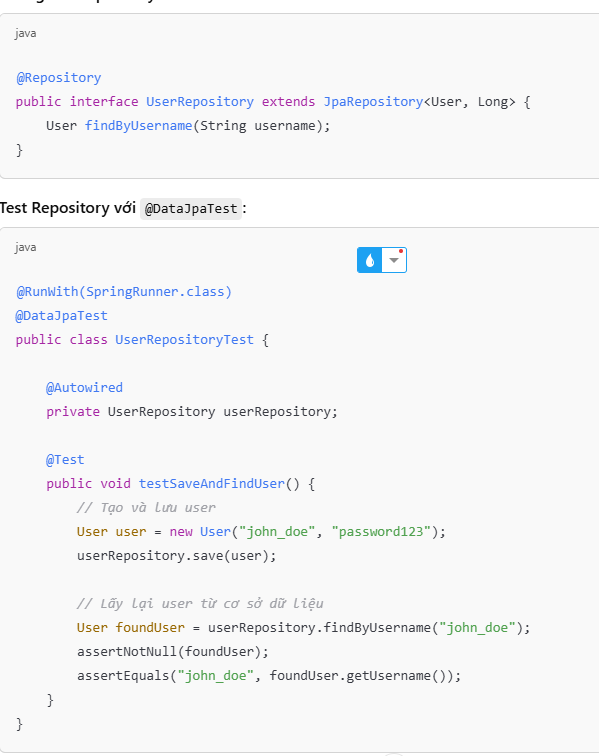 java
@Repository
public interface UserRepository extends JpaRepository<User, Long> {
    User findByUsername(String username);
}
Test Repository với @DataJpaTest:
java
@RunWith(SpringRunner.class)
@DataJpaTest
public class UserRepositoryTest {
    @Autowired
    private UserRepository userRepository;
    @Test
    public void testSaveAndFindUser() {
        // Tạo và lưu user
        User user = new User("john_doe", "password123");
        userRepository.save(user);
        // Lấy lại user từ cơ sở dữ liệu
        User foundUser = userRepository.findByUsername("john_doe");
        assertNotNull(foundUser);
        assertEquals("john_doe", foundUser.getUsername());
    }
}